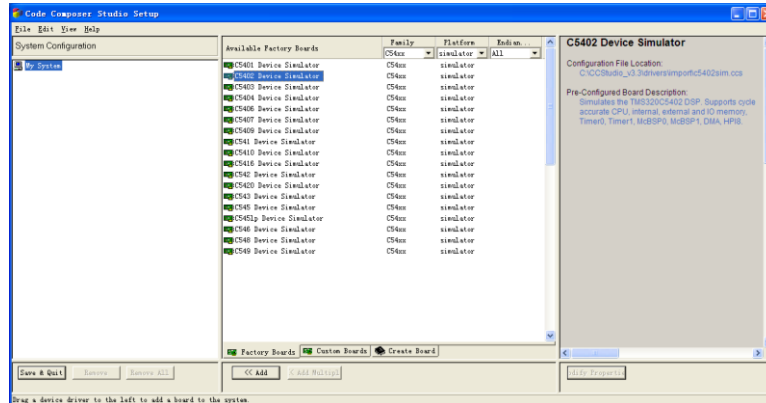 Code Composer Studio Setup
File Edit View Help
System Configuration
My System
Available Factory Boards Family Platform Endian...
C54xx simulator All
C5401 Device Simulator C54xx simulator
C5402 Device Simulator C54xx simulator
C5403 Device Simulator C54xx simulator
C5404 Device Simulator C54xx simulator
C5406 Device Simulator C54xx simulator
C5407 Device Simulator C54xx simulator
C5409 Device Simulator C54xx simulator
C541 Device Simulator C54xx simulator
C5410 Device Simulator C54xx simulator
C5416 Device Simulator C54xx simulator
C542 Device Simulator C54xx simulator
C5420 Device Simulator C54xx simulator
C543 Device Simulator C54xx simulator
C545 Device Simulator C54xx simulator
C545lp Device Simulator C54xx simulator
C546 Device Simulator C54xx simulator
C548 Device Simulator C54xx simulator
C549 Device Simulator C54xx simulator
Factory Boards Custom Boards Create Board
C5402 Device Simulator
Configuration File Location:
C:\CCStudio_v3.3\drivers\import\c5402sim.ccs
Pre-Configured Board Description:
Simulates the TMS320C5402 DSP. Supports cycle
accurate CPU, internal, external and IO memory,
Timer0, Timer1, McBSP0, McBSP1, DMA, HPI8.
Save & Quit Remove Remove All << Add < Add Multipl odify Propertie
Drag a device driver to the left to add a board to the system.